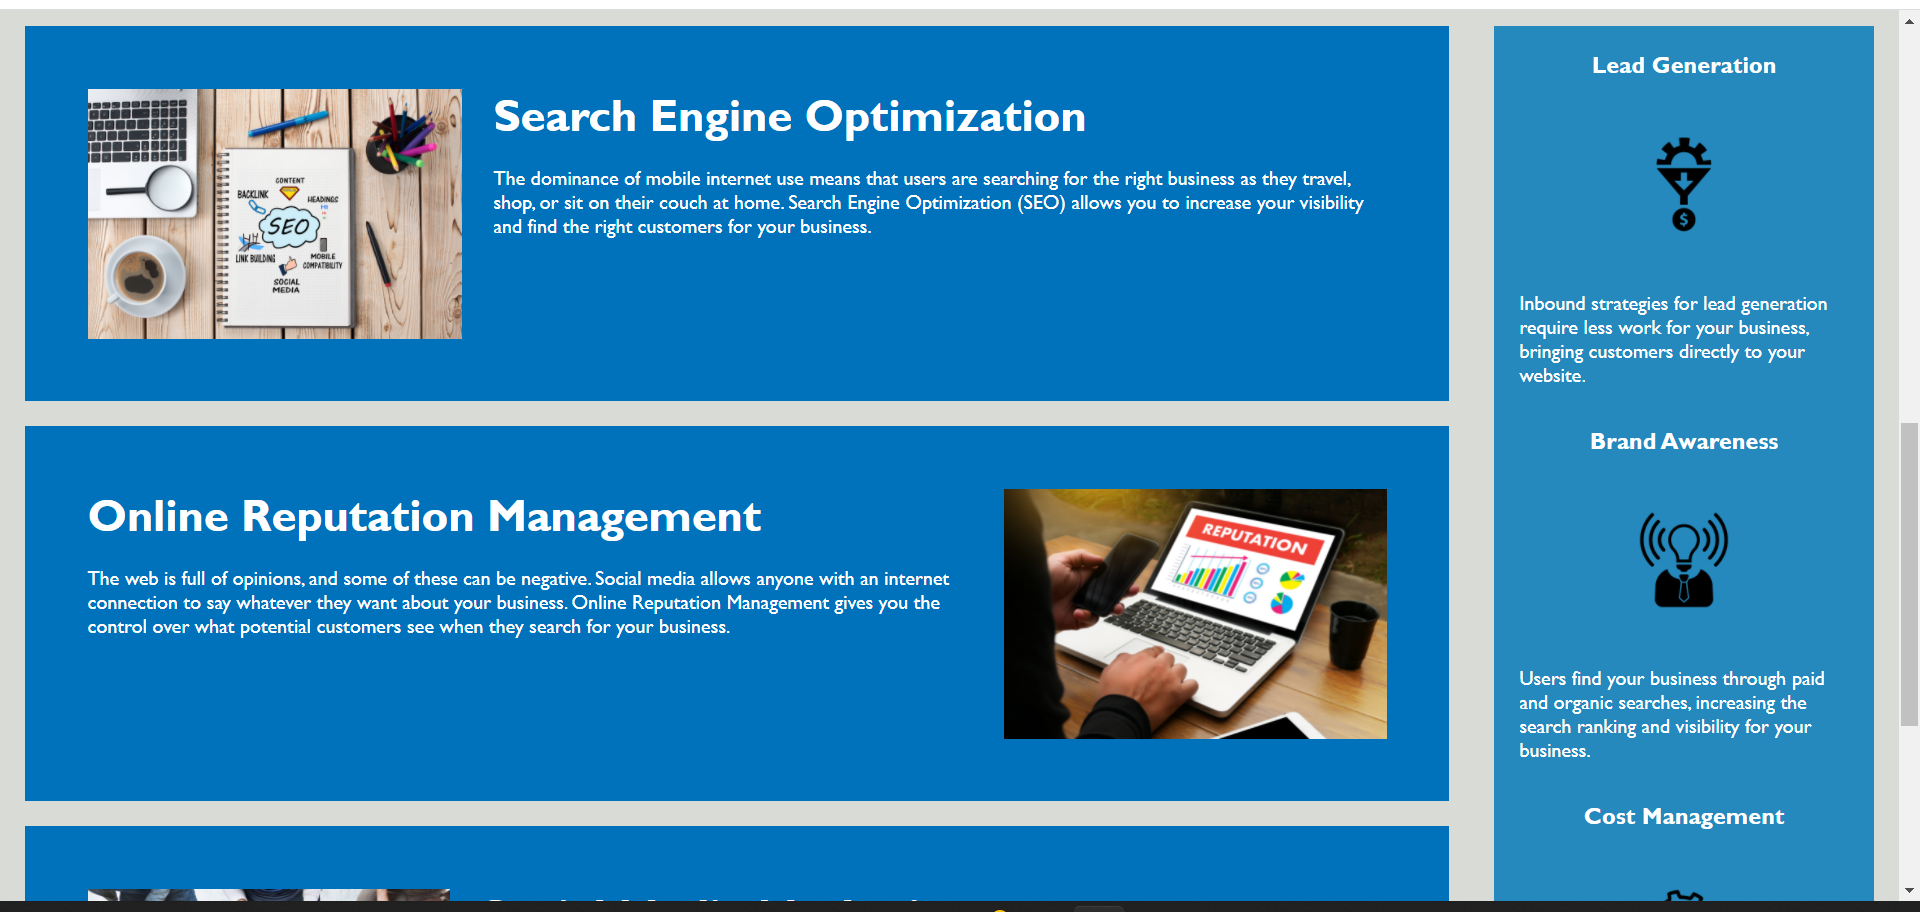 Search Engine Optimization
The dominance of mobile internet use means that users are searching for the right business as they travel,
shop, or sit on their couch at home. Search Engine Optimization (SEO) allows you to increase your visibility
and find the right customers for your business.
CONTENT
BACKLINK
HEADINGS
SEO
LINK BUILDING
MOBILE
COMPATIBILITY
SOCIAL
MEDIA
Online Reputation Management
The web is full of opinions, and some of these can be negative. Social media allows anyone with an internet
connection to say whatever they want about your business. Online Reputation Management gives you the
control over what potential customers see when they search for your business.
REPUTATION
Lead Generation
$
Inbound strategies for lead generation
require less work for your business,
bringing customers directly to your
website.
Brand Awareness
Users find your business through paid
and organic searches, increasing the
search ranking and visibility for your
business.
Cost Management